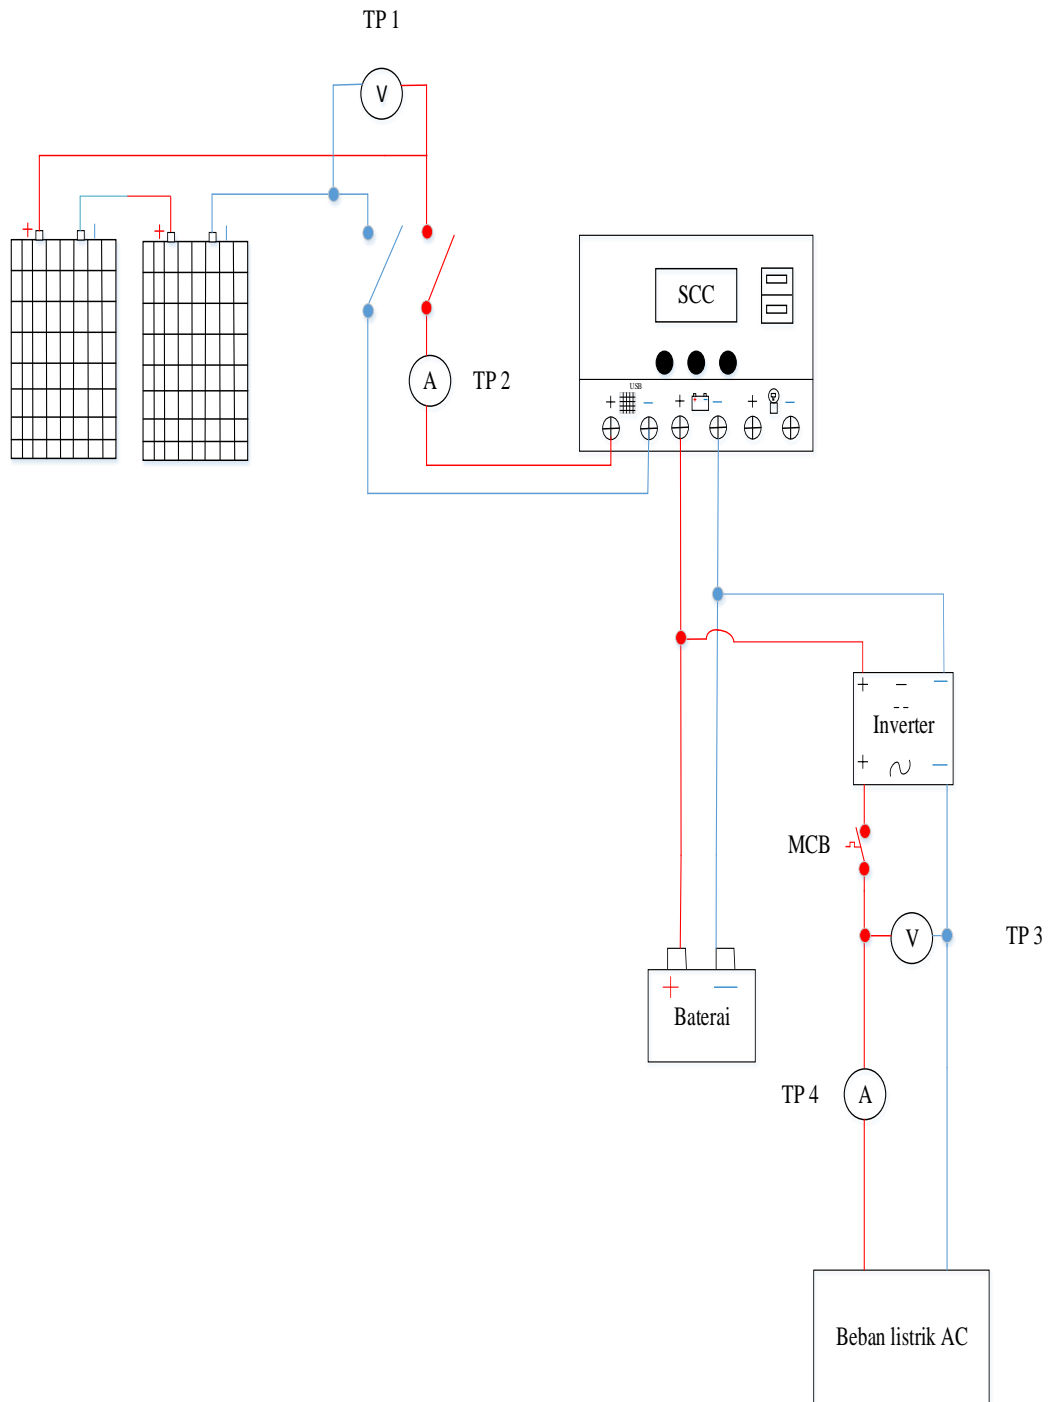 TP 1
V
+ −
+ −
SCC
A
TP 2
USB
+ − + − + −
+ − −
Inverter
+ −
MCB
V
TP 3
+ −
Baterai
TP 4
A
Beban listrik AC